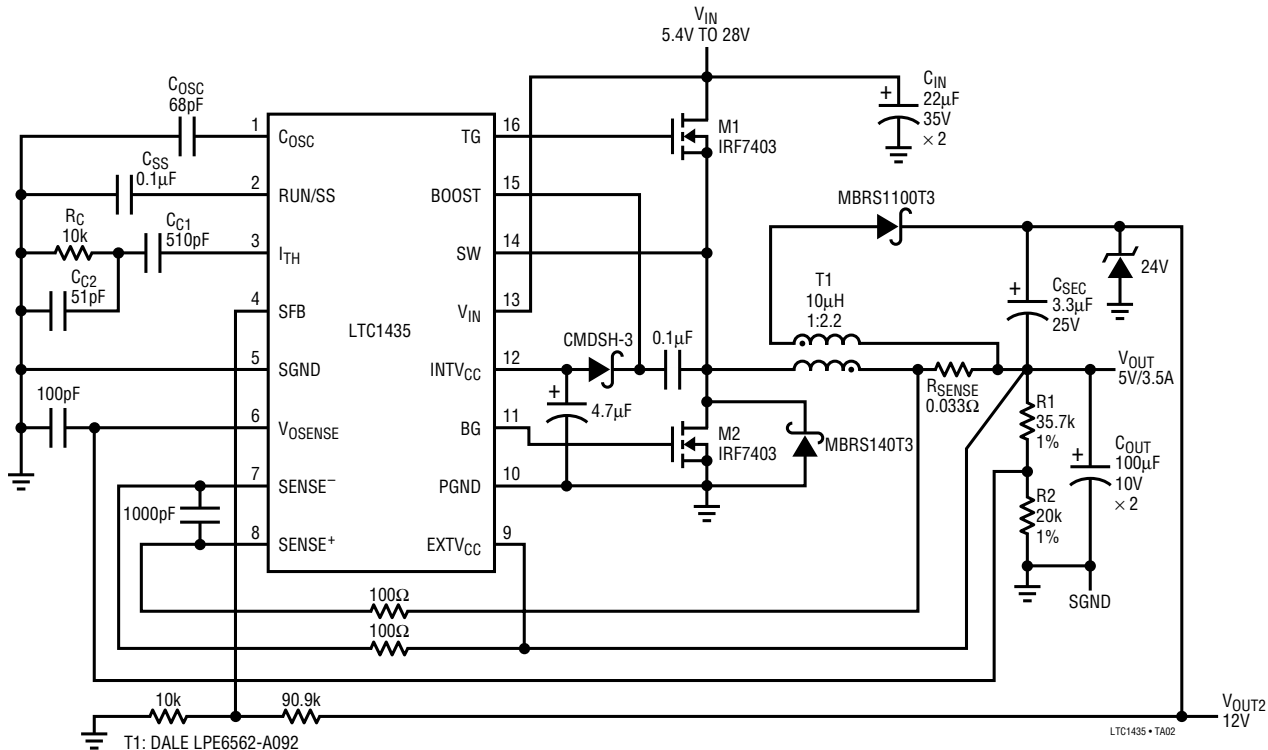 V_IN
5.4V TO 28V
C_OSC
68pF
1
C_OSC
TG
16
M1
IRF7403
+
C_IN
22µF
35V
× 2
C_SS
0.1µF
2
RUN/SS
BOOST
15
MBRS1100T3
R_C
10k
C_C1
510pF
3
I_TH
SW
14
24V
C_C2
51pF
4
SFB
V_IN
13
T1
10µH
1:2.2
+
C_SEC
3.3µF
25V
LTC1435
CMDSH-3
0.1µF
5
SGND
INTV_CC
12
V_OUT
5V/3.5A
R_SENSE
0.033Ω
100pF
+
4.7µF
R1
35.7k
1%
6
V_OSENSE
BG
11
M2
IRF7403
MBRS140T3
+
C_OUT
100µF
10V
× 2
7
SENSE⁻
PGND
10
R2
20k
1%
1000pF
8
SENSE⁺
EXTV_CC
9
SGND
100Ω
100Ω
10k
90.9k
V_OUT2
12V
T1: DALE LPE6562-A092
LTC1435 • TA02